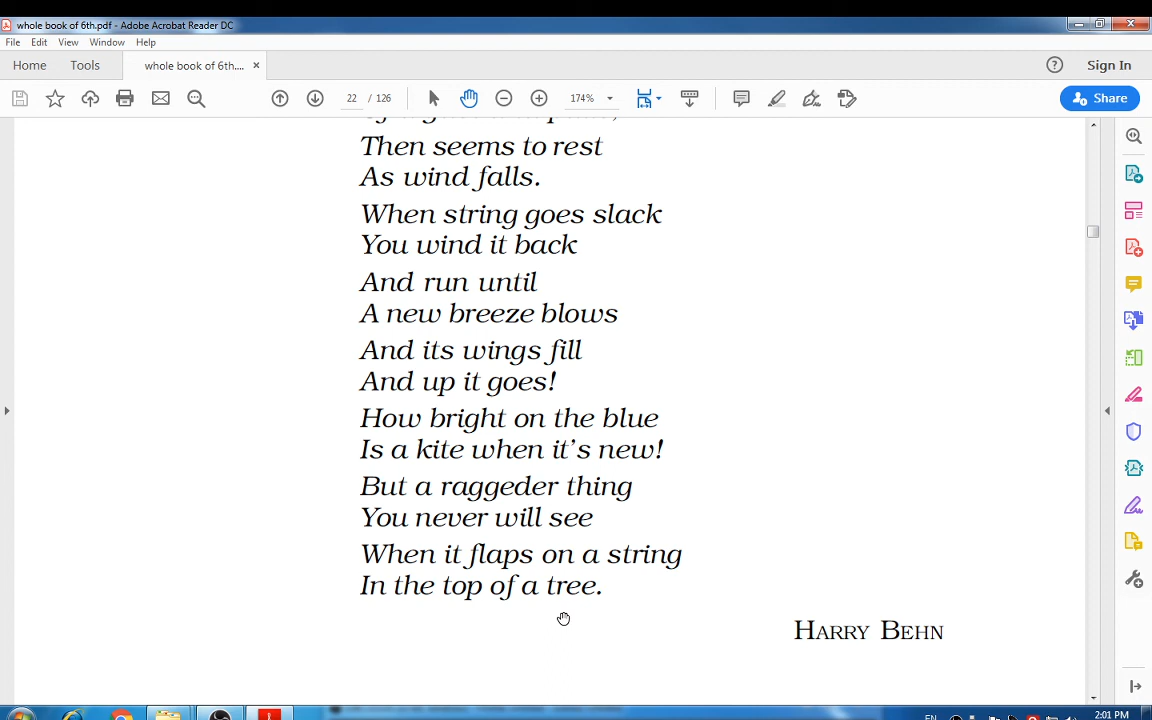 whole book of 6th.pdf - Adobe Acrobat Reader DC
File Edit View Window Help
Home Tools whole book of 6th.... × Sign In
22 / 126 174% Share
Then seems to rest
As wind falls.
When string goes slack
You wind it back
And run until
A new breeze blows
And its wings fill
And up it goes!
How bright on the blue
Is a kite when it's new!
But a raggeder thing
You never will see
When it flaps on a string
In the top of a tree.
HARRY BEHN
EN 2:01 PM